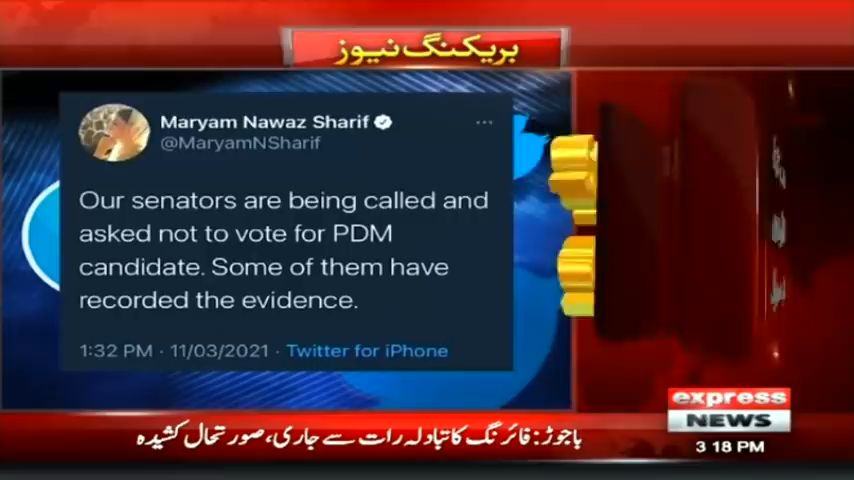 بریکنگ نیوز
Maryam Nawaz Sharif
@MaryamNSharif
Our senators are being called and
asked not to vote for PDM
candidate. Some of them have
recorded the evidence.
1:32 PM · 11/03/2021 · Twitter for iPhone
express
NEWS
باجوڑ: فائرنگ کا تبادلہ رات سے جاری، صورتحال کشیدہ
3 18 PM